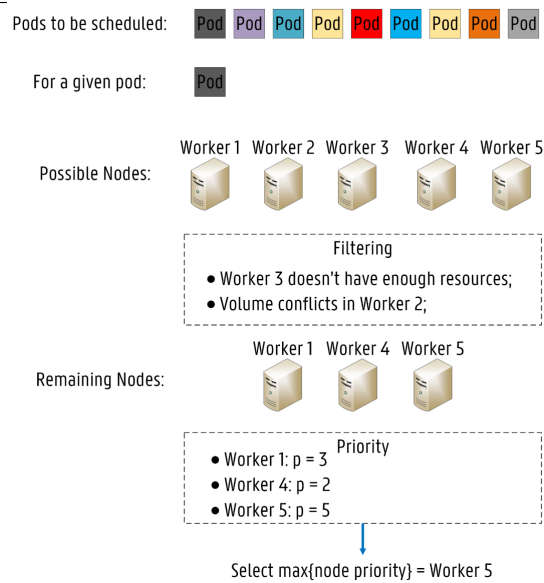 Pods to be scheduled: Pod Pod Pod Pod Pod Pod Pod Pod Pod
For a given pod: Pod
Worker 1 Worker 2 Worker 3 Worker 4 Worker 5
Possible Nodes:
Filtering
● Worker 3 doesn't have enough resources;
● Volume conflicts in Worker 2;
Worker 1 Worker 4 Worker 5
Remaining Nodes:
Priority
● Worker 1: p = 3
● Worker 4: p = 2
● Worker 5: p = 5
Select max{node priority} = Worker 5